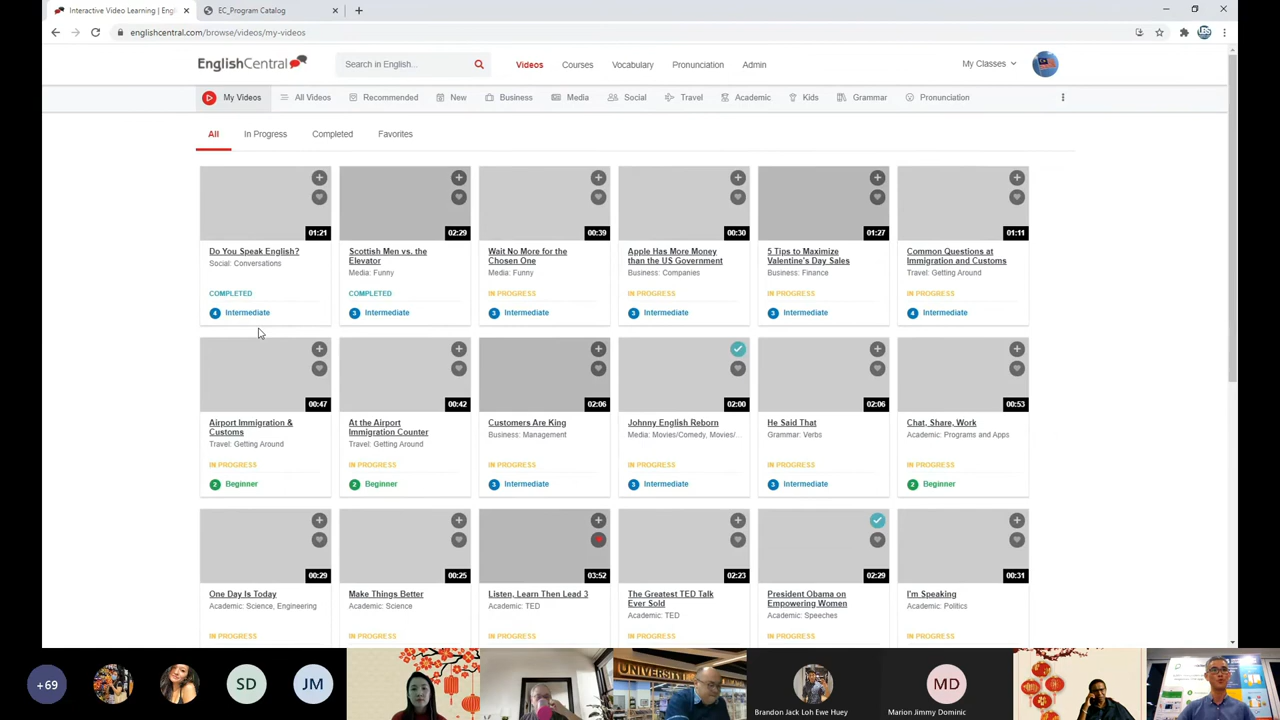 Interactive Video Learning | Engli
EC_Program Catalog
englishcentral.com/browse/videos/my-videos
EnglishCentral
Search in English...
Videos
Courses
Vocabulary
Pronunciation
Admin
My Classes
My Videos
All Videos
Recommended
New
Business
Media
Social
Travel
Academic
Kids
Grammar
Pronunciation
All
In Progress
Completed
Favorites
01:21
02:29
00:39
00:30
01:27
01:11
Do You Speak English?
Social: Conversations
COMPLETED
4 Intermediate
Scottish Men vs. the
Elevator
Media: Funny
COMPLETED
3 Intermediate
Wait No More for the
Chosen One
Media: Funny
IN PROGRESS
3 Intermediate
Apple Has More Money
than the US Government
Business: Companies
IN PROGRESS
3 Intermediate
5 Tips to Maximize
Valentine's Day Sales
Business: Finance
IN PROGRESS
3 Intermediate
Common Questions at
Immigration and Customs
Travel: Getting Around
IN PROGRESS
4 Intermediate
00:47
00:42
02:06
02:00
02:06
00:53
Airport Immigration &
Customs
Travel: Getting Around
IN PROGRESS
2 Beginner
At the Airport
Immigration Counter
Travel: Getting Around
IN PROGRESS
2 Beginner
Customers Are King
Business: Management
IN PROGRESS
3 Intermediate
Johnny English Reborn
Media: Movies/Comedy, Movies/...
IN PROGRESS
3 Intermediate
He Said That
Grammar: Verbs
IN PROGRESS
3 Intermediate
Chat, Share, Work
Academic: Programs and Apps
IN PROGRESS
2 Beginner
00:29
00:25
03:52
02:23
02:29
00:31
One Day Is Today
Academic: Science, Engineering
IN PROGRESS
Make Things Better
Academic: Science
IN PROGRESS
Listen, Learn Then Lead 3
Academic: TED
IN PROGRESS
The Greatest TED Talk
Ever Sold
Academic: TED
IN PROGRESS
President Obama on
Empowering Women
Academic: Speeches
IN PROGRESS
I'm Speaking
Academic: Politics
IN PROGRESS
+69
SD
JM
UNIVERSITY
Brandon Jack Loh Ewe Huey
MD
Marion Jimmy Dominic